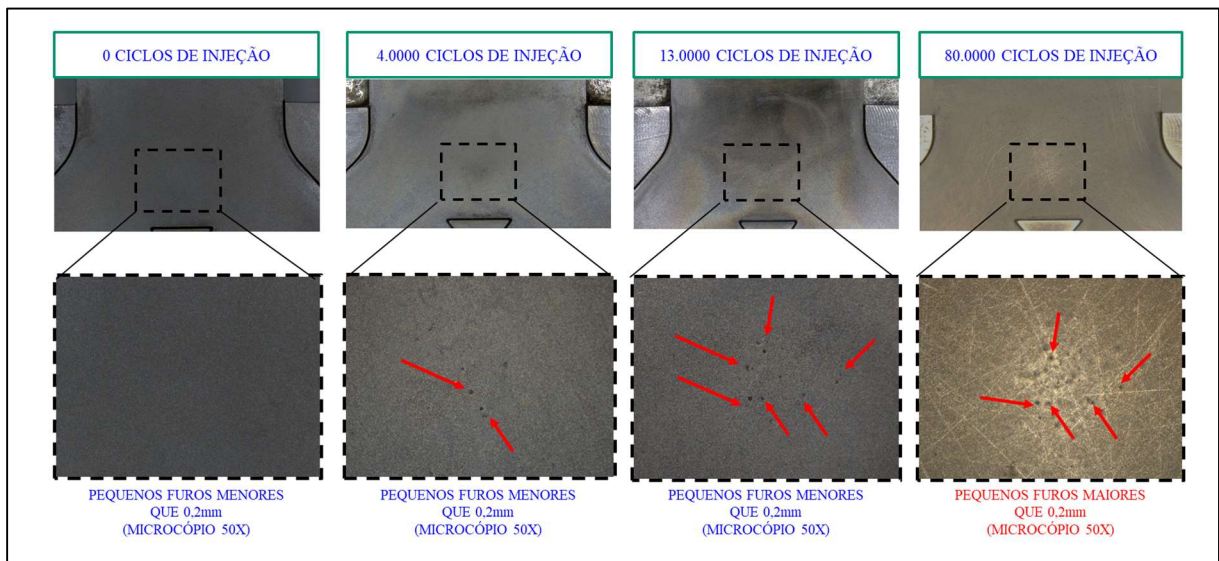 0 CICLOS DE INJEÇÃO
4.0000 CICLOS DE INJEÇÃO
13.0000 CICLOS DE INJEÇÃO
80.0000 CICLOS DE INJEÇÃO
PEQUENOS FUROS MENORES
QUE 0,2mm
(MICROCÓPIO 50X)
PEQUENOS FUROS MENORES
QUE 0,2mm
(MICROCÓPIO 50X)
PEQUENOS FUROS MENORES
QUE 0,2mm
(MICROCÓPIO 50X)
PEQUENOS FUROS MAIORES
QUE 0,2mm
(MICROCÓPIO 50X)